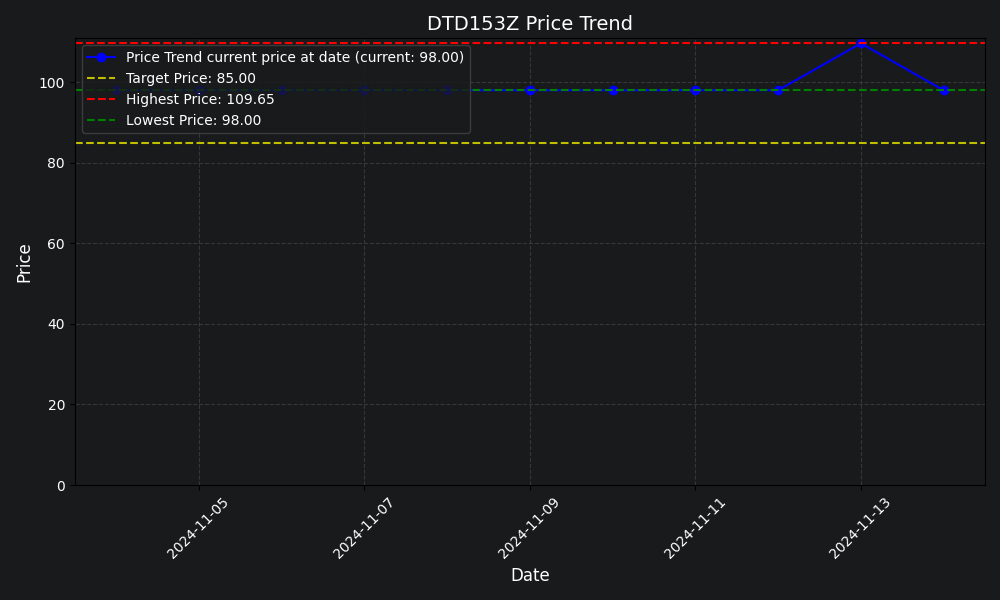 DTD153Z Price Trend
Price Trend current price at date (current: 98.00)
Target Price: 85.00
Highest Price: 109.65
Lowest Price: 98.00
100
80
60
40
20
0
Price
2024-11-05
2024-11-07
2024-11-09
2024-11-11
2024-11-13
Date